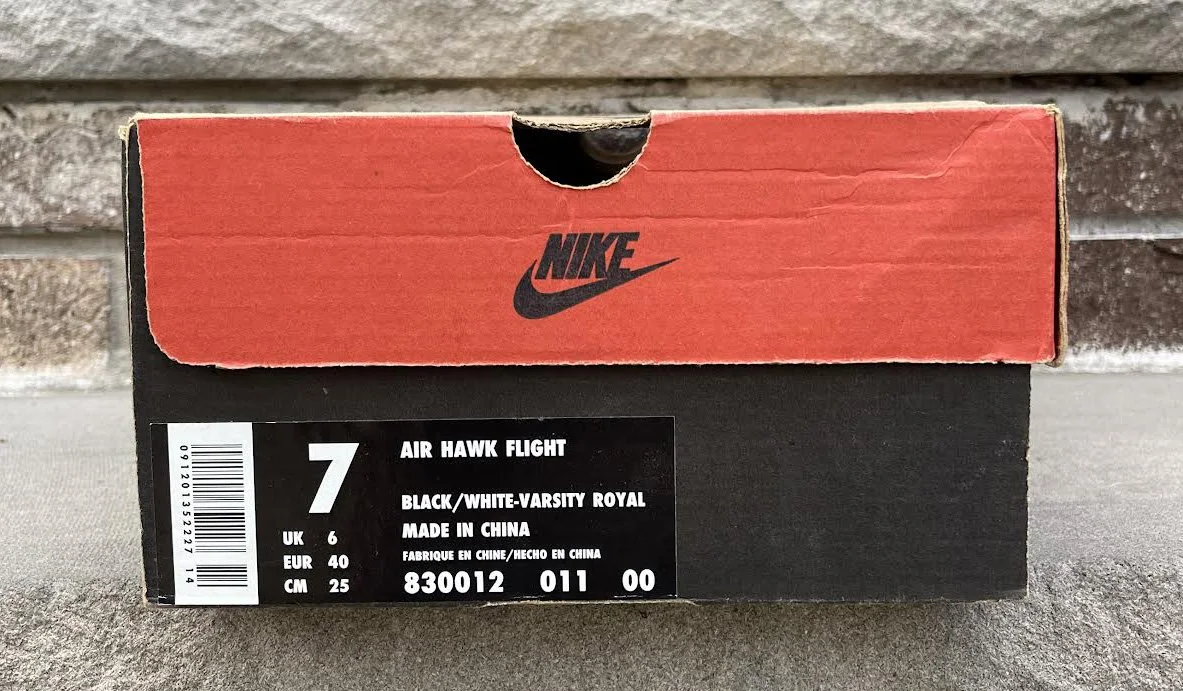 NIKE
091201352227 14
7
UK 6
EUR 40
CM 25
AIR HAWK FLIGHT
BLACK/WHITE-VARSITY ROYAL
MADE IN CHINA
FABRIQUE EN CHINE/HECHO EN CHINA
830012 011 00